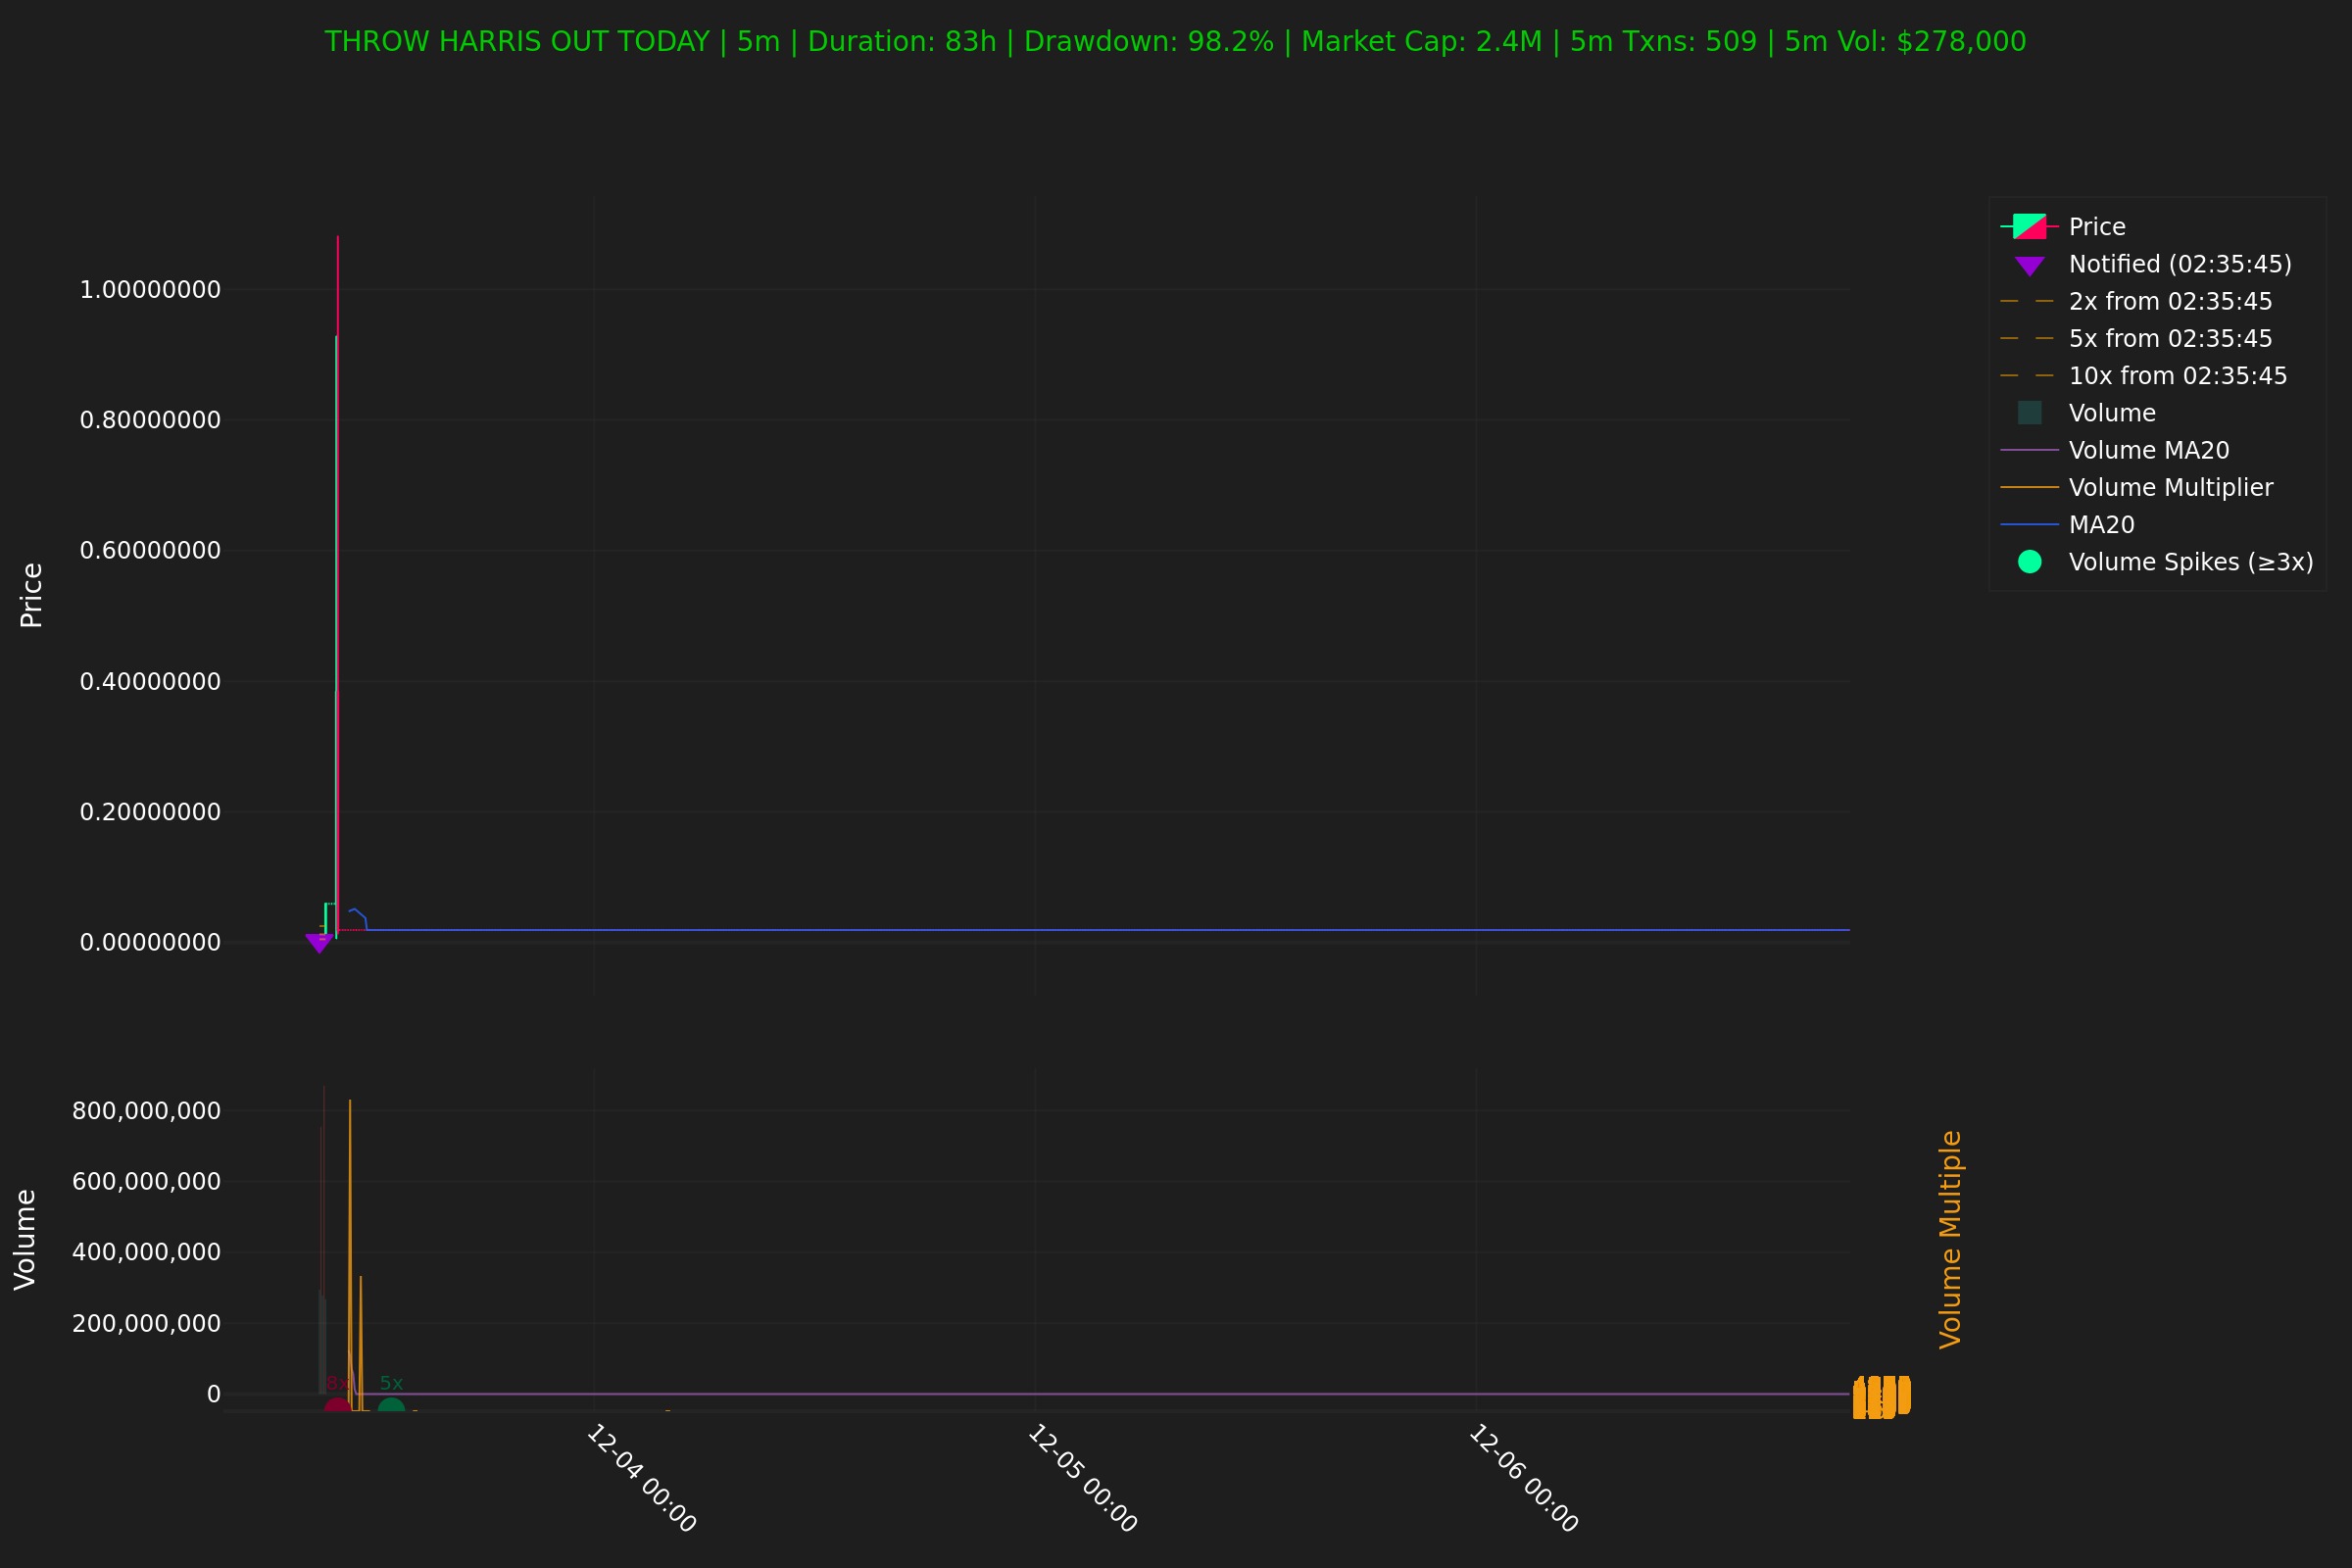 THROW HARRIS OUT TODAY | 5m | Duration: 83h | Drawdown: 98.2% | Market Cap: 2.4M | 5m Txns: 509 | 5m Vol: $278,000
Price
1.00000000
0.80000000
0.60000000
0.40000000
0.20000000
0.00000000
Price
Notified (02:35:45)
2x from 02:35:45
5x from 02:35:45
10x from 02:35:45
Volume
Volume MA20
Volume Multiplier
MA20
Volume Spikes (≥3x)
Volume
800,000,000
600,000,000
400,000,000
200,000,000
0
8x
5x
Volume Multiple
12-04 00:00
12-05 00:00
12-06 00:00